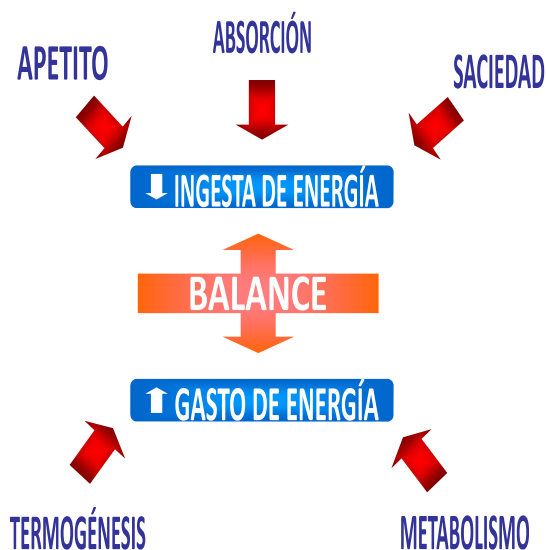 APETITO
ABSORCIÓN
SACIEDAD
INGESTA DE ENERGÍA
BALANCE
GASTO DE ENERGÍA
TERMOGÉNESIS
METABOLISMO